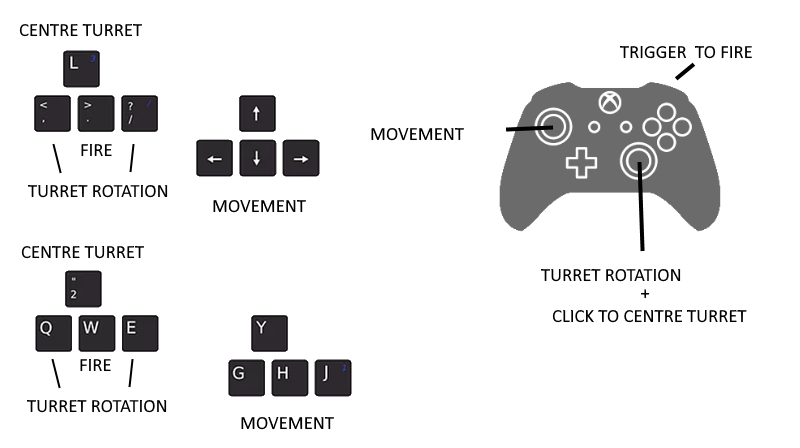 CENTRE TURRET
L
<
,
>
.
?
/
/
FIRE
TURRET ROTATION
↑
← ↓ →
MOVEMENT
CENTRE TURRET
"
2
Q W E
FIRE
TURRET ROTATION
Y
G H J
MOVEMENT
TRIGGER TO FIRE
MOVEMENT
TURRET ROTATION
+
CLICK TO CENTRE TURRET